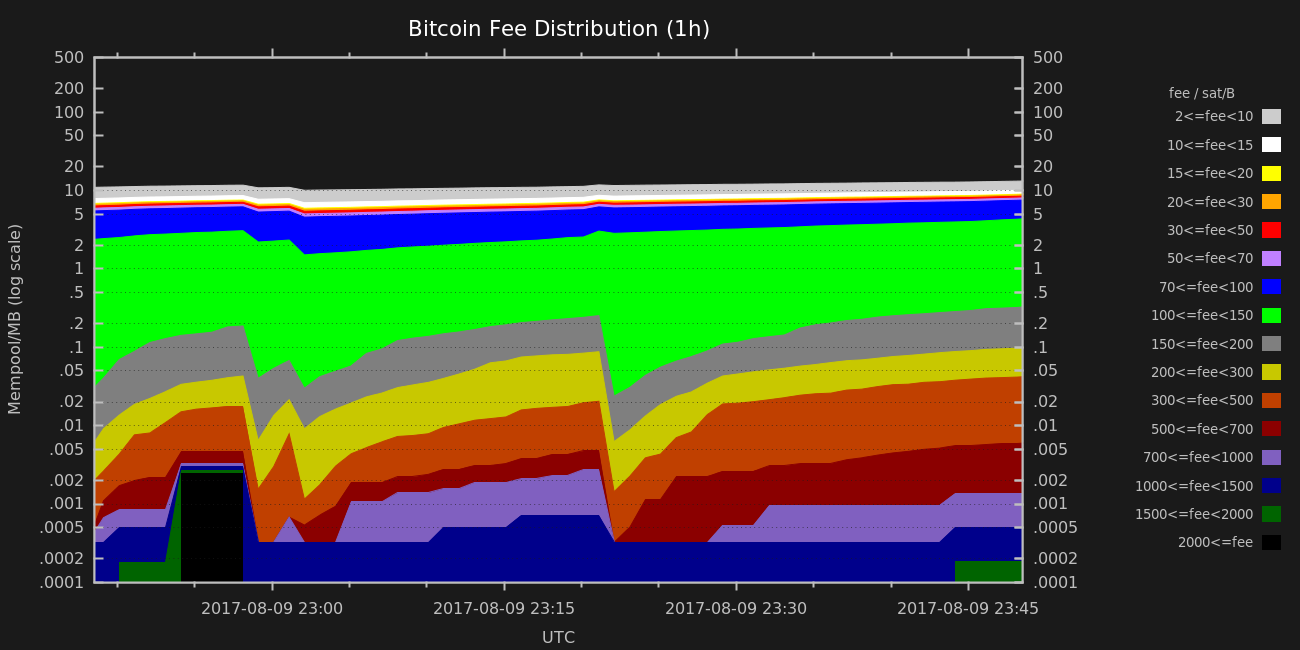 Bitcoin Fee Distribution (1h)
500
200
100
50
20
10
5
2
1
.5
.2
.1
.05
.02
.01
.005
.002
.001
.0005
.0002
.0001
Mempool/MB (log scale)
500
200
100
50
20
10
5
2
1
.5
.2
.1
.05
.02
.01
.005
.002
.001
.0005
.0002
.0001
2017-08-09 23:00
2017-08-09 23:15
2017-08-09 23:30
2017-08-09 23:45
UTC
fee / sat/B
2<=fee<10
10<=fee<15
15<=fee<20
20<=fee<30
30<=fee<50
50<=fee<70
70<=fee<100
100<=fee<150
150<=fee<200
200<=fee<300
300<=fee<500
500<=fee<700
700<=fee<1000
1000<=fee<1500
1500<=fee<2000
2000<=fee